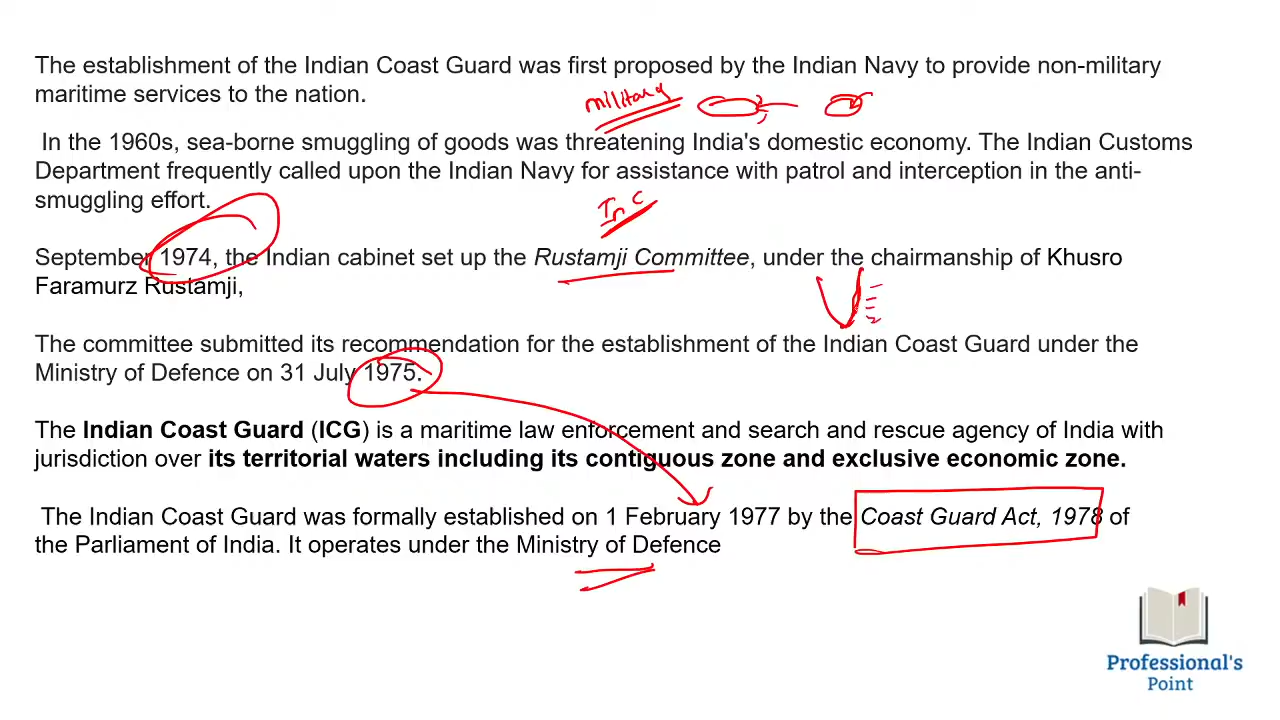 The establishment of the Indian Coast Guard was first proposed by the Indian Navy to provide non-military
maritime services to the nation.
military
In the 1960s, sea-borne smuggling of goods was threatening India's domestic economy. The Indian Customs
Department frequently called upon the Indian Navy for assistance with patrol and interception in the anti-
smuggling effort.
September 1974, the Indian cabinet set up the Rustamji Committee, under the chairmanship of Khusro
Faramurz Rustamji,
The committee submitted its recommendation for the establishment of the Indian Coast Guard under the
Ministry of Defence on 31 July 1975.
The Indian Coast Guard (ICG) is a maritime law enforcement and search and rescue agency of India with
jurisdiction over its territorial waters including its contiguous zone and exclusive economic zone.
The Indian Coast Guard was formally established on 1 February 1977 by the Coast Guard Act, 1978 of
the Parliament of India. It operates under the Ministry of Defence
Professional's
Point